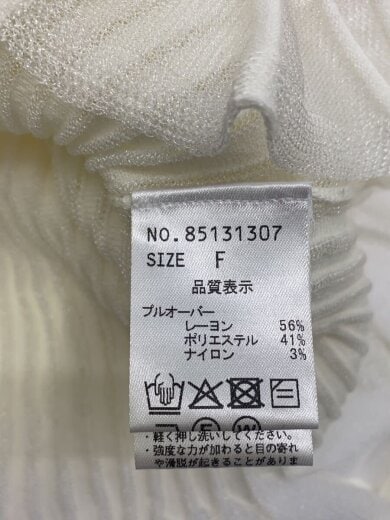 NO.85131307
SIZE F
品質表示
プルオーバー
レーヨン 56%
ポリエステル 41%
ナイロン 3%
・軽く押し洗いしてください。
・強度な力が加わると目の寄れ
や滑脱が起きることがありま